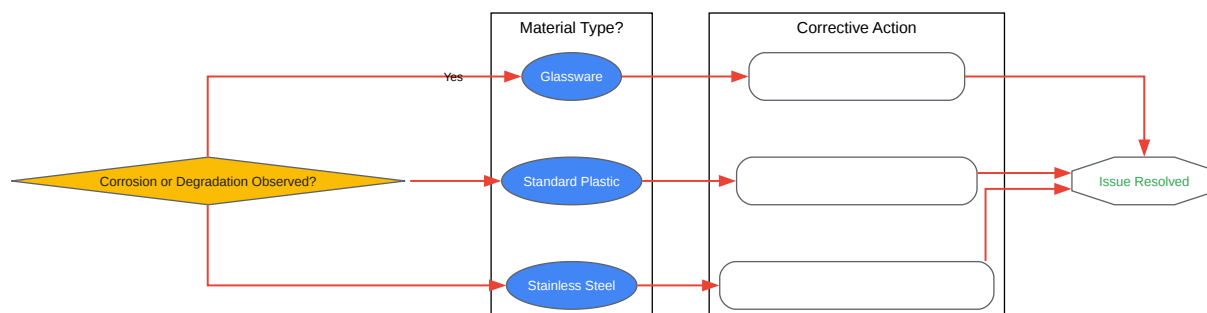 Material Type?
Corrective Action
Yes
Glassware
Corrosion or Degradation Observed?
Standard Plastic
Issue Resolved
Stainless Steel